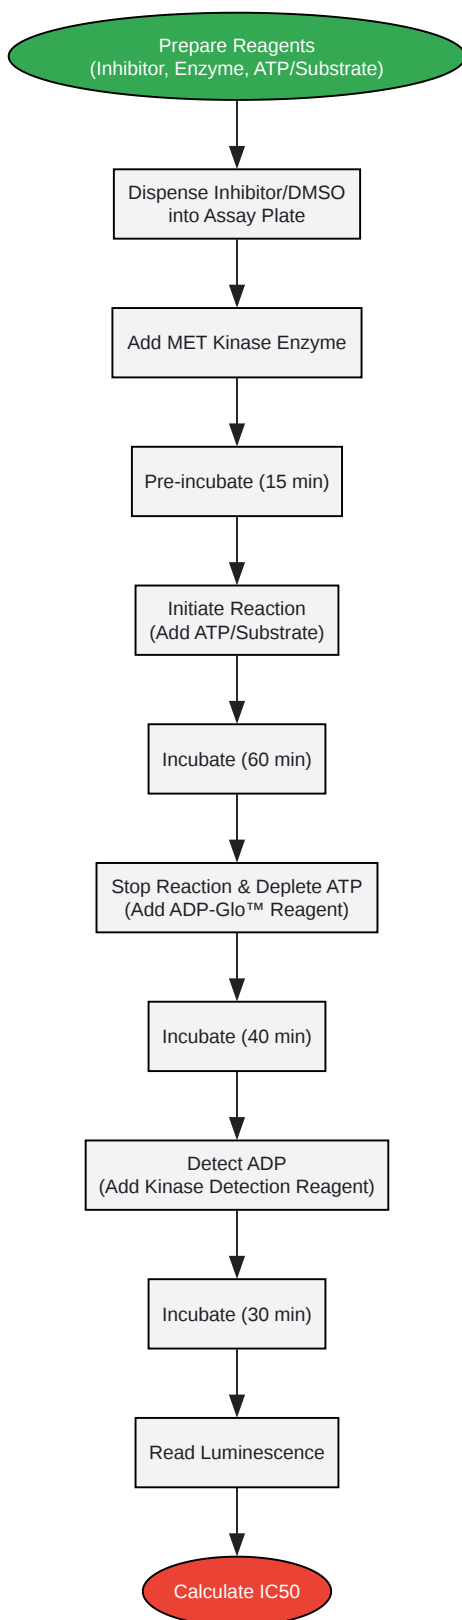 Prepare Reagents
(Inhibitor, Enzyme, ATP/Substrate)
Dispense Inhibitor/DMSO
into Assay Plate
Add MET Kinase Enzyme
Pre-incubate (15 min)
Initiate Reaction
(Add ATP/Substrate)
Incubate (60 min)
Stop Reaction & Deplete ATP
(Add ADP-Glo™ Reagent)
Incubate (40 min)
Detect ADP
(Add Kinase Detection Reagent)
Incubate (30 min)
Read Luminescence
Calculate IC50